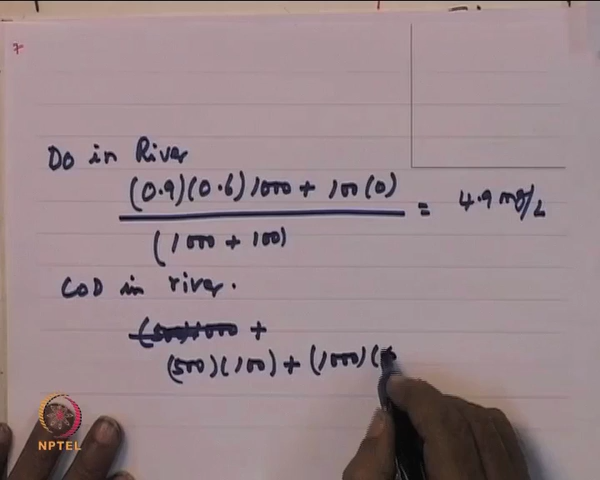 7
DO in River
(0.9)(0.6)1000 + 100(0)
(1000 + 100)
= 4.9 mg/L
COD in river.
+
(500)(100) + (1000)(
NPTEL